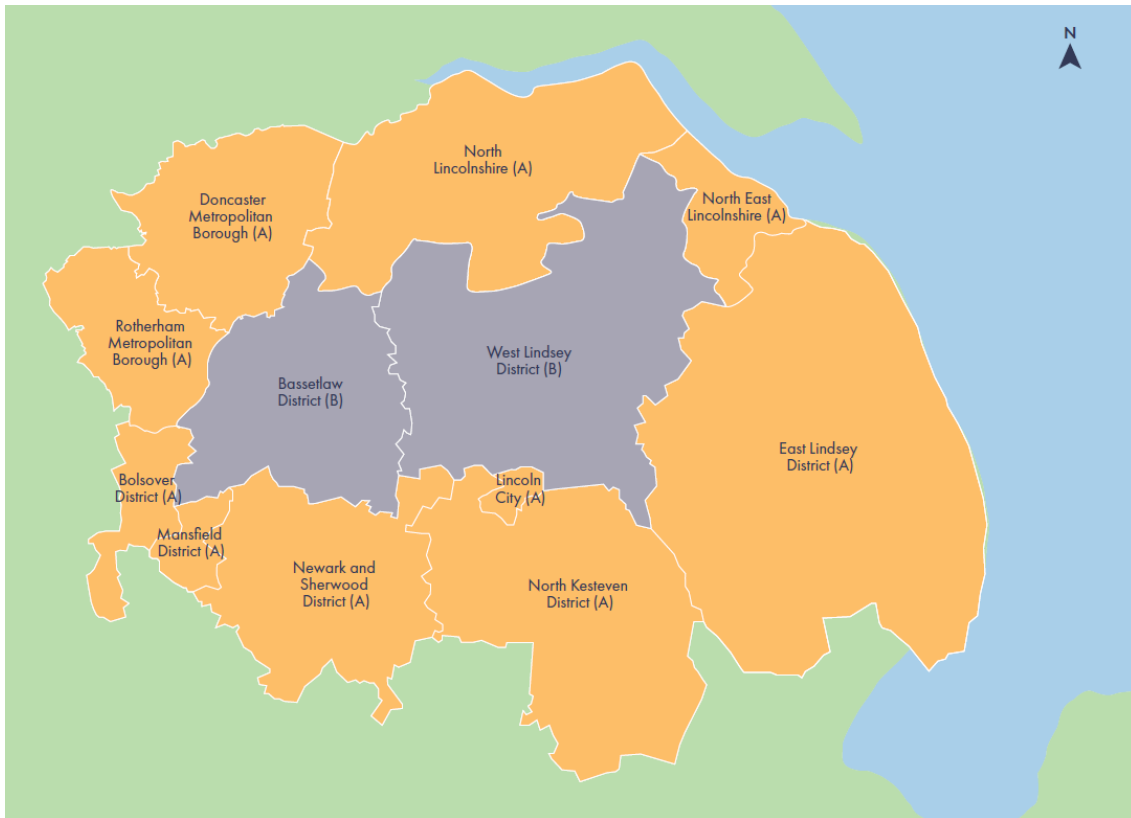 N
North
Lincolnshire (A)
Doncaster
Metropolitan
Borough (A)
North East
Lincolnshire (A)
Rotherham
Metropolitan
Borough (A)
West Lindsey
District (B)
Bassetlaw
District (B)
East Lindsey
District (A)
Bolsover
District (A)
Lincoln
City (A)
Mansfield
District (A)
Newark and
Sherwood
District (A)
North Kesteven
District (A)